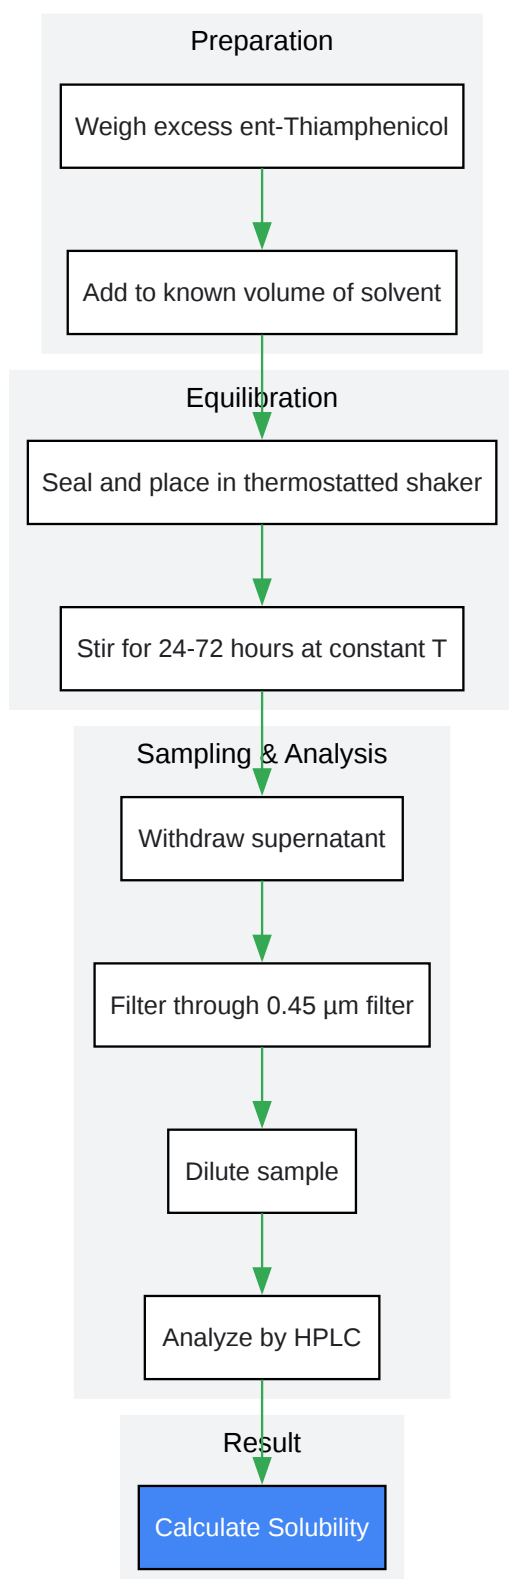 Preparation
Weigh excess ent-Thiamphenicol
Add to known volume of solvent
Equilibration
Seal and place in thermostatted shaker
Stir for 24-72 hours at constant T
Sampling & Analysis
Withdraw supernatant
Filter through 0.45 µm filter
Dilute sample
Analyze by HPLC
Result
Calculate Solubility